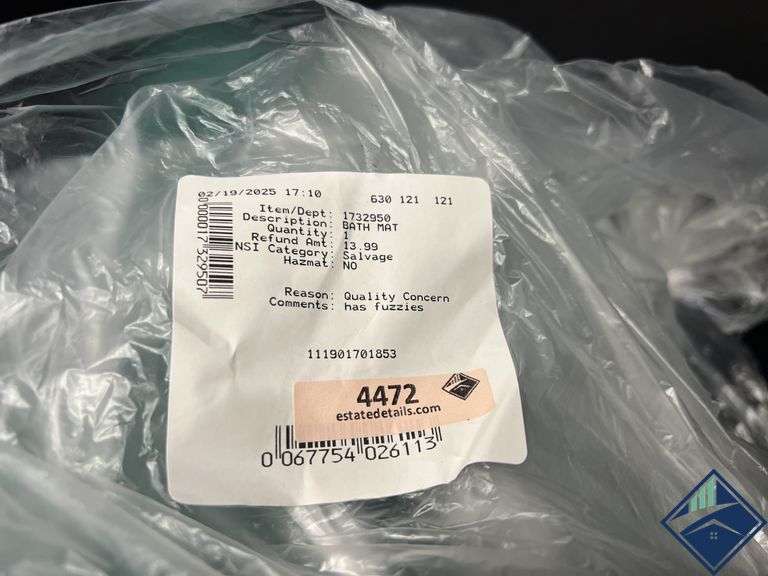 02/19/2025 17:10 630 121 121
Item/Dept: 1732950
Description: BATH MAT
Quantity: 1
Refund Amt: 13.99
NSI Category: Salvage
Hazmat: NO
0000017329507
Reason: Quality Concern
Comments: has fuzzies
111901701853
4472
estatedetails.com
0 067754 026113